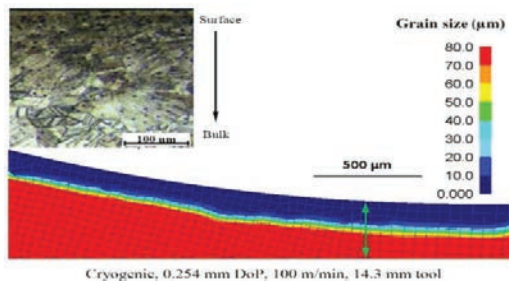 Surface
Bulk
100 µm
Grain size (µm)
80.0
70.0
60.0
50.0
40.0
30.0
20.0
10.0
0.000
500 µm
Cryogenic, 0.254 mm DoP, 100 m/min, 14.3 mm tool